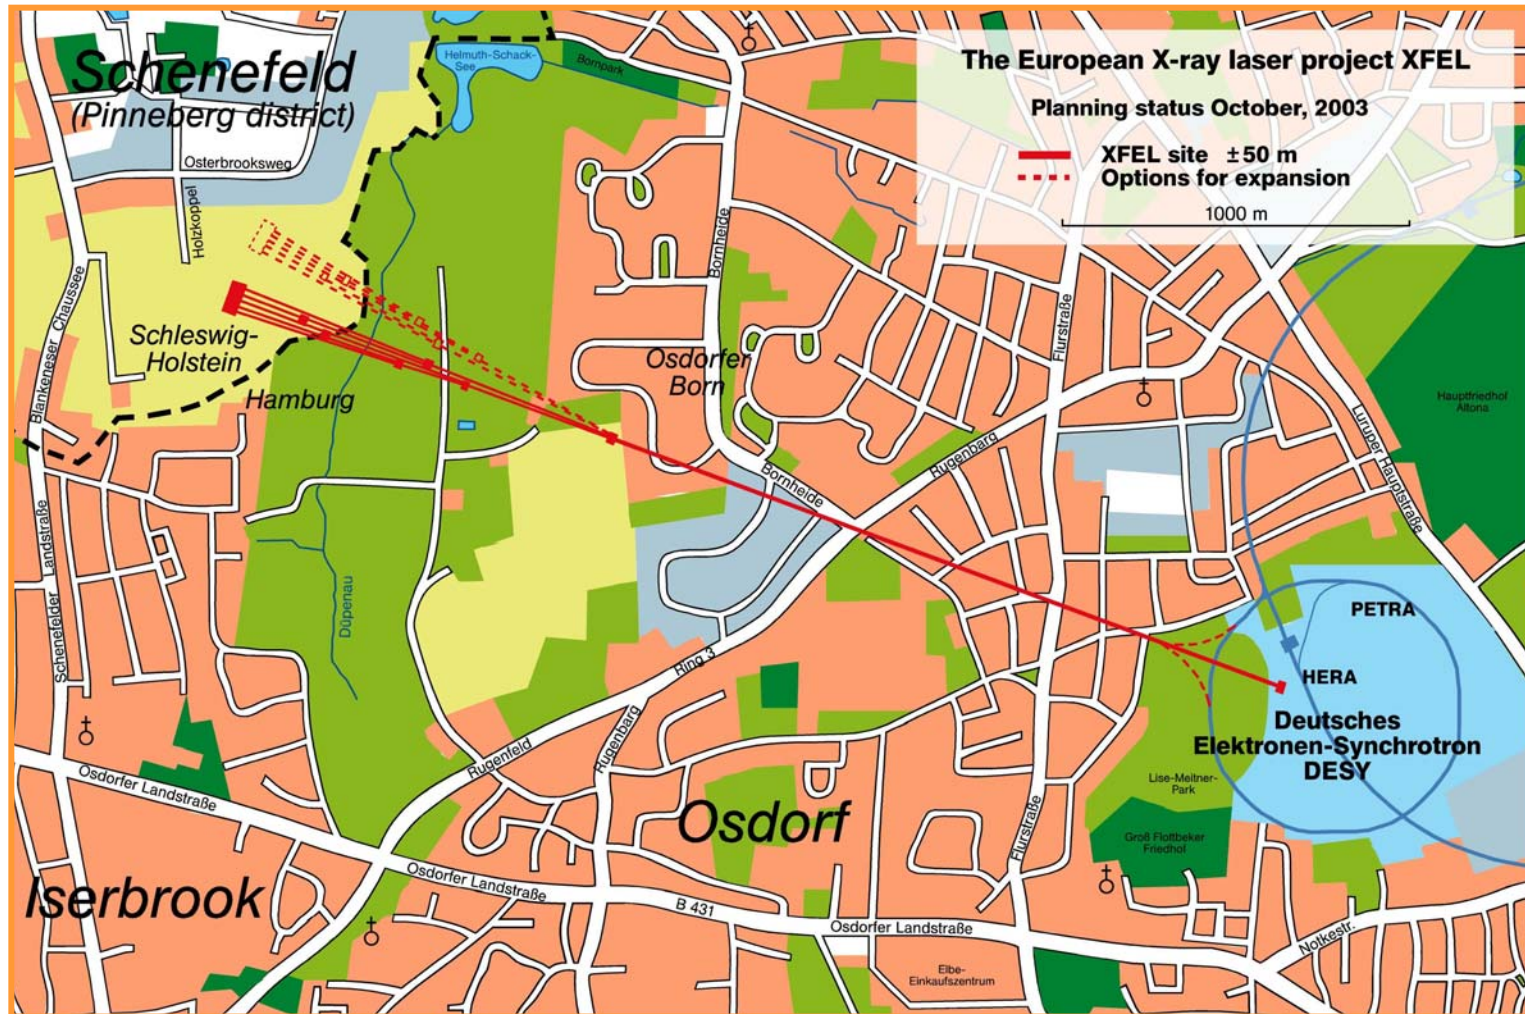 Schenefeld
(Pinneberg district)
Helmuth-Schack-
See
Bornpark
The European X-ray laser project XFEL
Planning status October, 2003
XFEL site ±50 m
Options for expansion
1000 m
Osterbrooksweg
Holzkoppel
Blankeneser Chaussee
Bornheide
Flurstraße
Schleswig-
Holstein
Hamburg
Osdorfer
Born
Hauptfriedhof
Altona
Luruper Hauptstraße
Rugenbarg
Bornheide
Schenefelder Landstraße
Düpenau
PETRA
HERA
Deutsches
Elektronen-Synchrotron
DESY
Ring 3
Rugenbarg
Rugenfeld
Lise-Meitner-
Park
Osdorfer Landstraße
Osdorf
Flurstraße
Groß Flottbeker
Friedhof
Iserbrook
Osdorfer Landstraße
B 431
Osdorfer Landstraße
Notkestr.
Elbe-
Einkaufszentrum